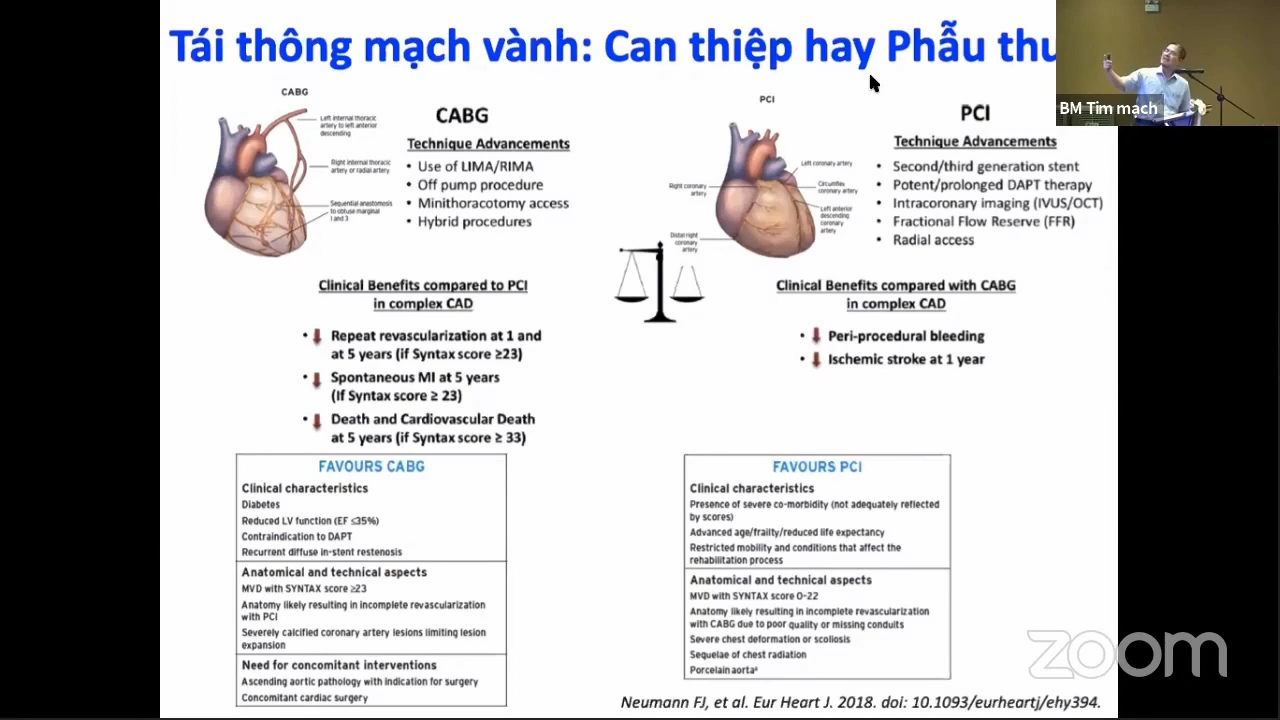 Tái thông mạch vành: Can thiệp hay Phẫu thu
BM Tim mach
CABG
Left internal thoracic
artery to left anterior
descending
Right internal thoracic
artery or radial artery
Sequential anastomosis
to obtuse marginal
1 and 3
CABG
Technique Advancements
• Use of LIMA/RIMA
• Off pump procedure
• Minithoracotomy access
• Hybrid procedures
PCI
Left coronary artery
Right coronary
artery
Circumflex
coronary artery
Left anterior
descending
coronary
artery
Distal right
coronary
artery
PCI
Technique Advancements
• Second/third generation stent
• Potent/prolonged DAPT therapy
• Intracoronary imaging (IVUS/OCT)
• Fractional Flow Reserve (FFR)
• Radial access
Clinical Benefits compared to PCI
in complex CAD
• Repeat revascularization at 1 and
at 5 years (if Syntax score ≥23)
• Spontaneous MI at 5 years
(If Syntax score ≥ 23)
• Death and Cardiovascular Death
at 5 years (if Syntax score ≥ 33)
Clinical Benefits compared with CABG
in complex CAD
• Peri-procedural bleeding
• Ischemic stroke at 1 year
FAVOURS CABG
Clinical characteristics
Diabetes
Reduced LV function (EF ≤35%)
Contraindication to DAPT
Recurrent diffuse in-stent restenosis
Anatomical and technical aspects
MVD with SYNTAX score ≥23
Anatomy likely resulting in incomplete revascularization
with PCI
Severely calcified coronary artery lesions limiting lesion
expansion
Need for concomitant interventions
Ascending aortic pathology with indication for surgery
Concomitant cardiac surgery
FAVOURS PCI
Clinical characteristics
Presence of severe co-morbidity (not adequately reflected
by scores)
Advanced age/frailty/reduced life expectancy
Restricted mobility and conditions that affect the
rehabilitation process
Anatomical and technical aspects
MVD with SYNTAX score 0-22
Anatomy likely resulting in incomplete revascularization
with CABG due to poor quality or missing conduits
Severe chest deformation or scoliosis
Sequelae of chest radiation
Porcelain aortaª
zoom
Neumann FJ, et al. Eur Heart J. 2018. doi: 10.1093/eurheartj/ehy394.